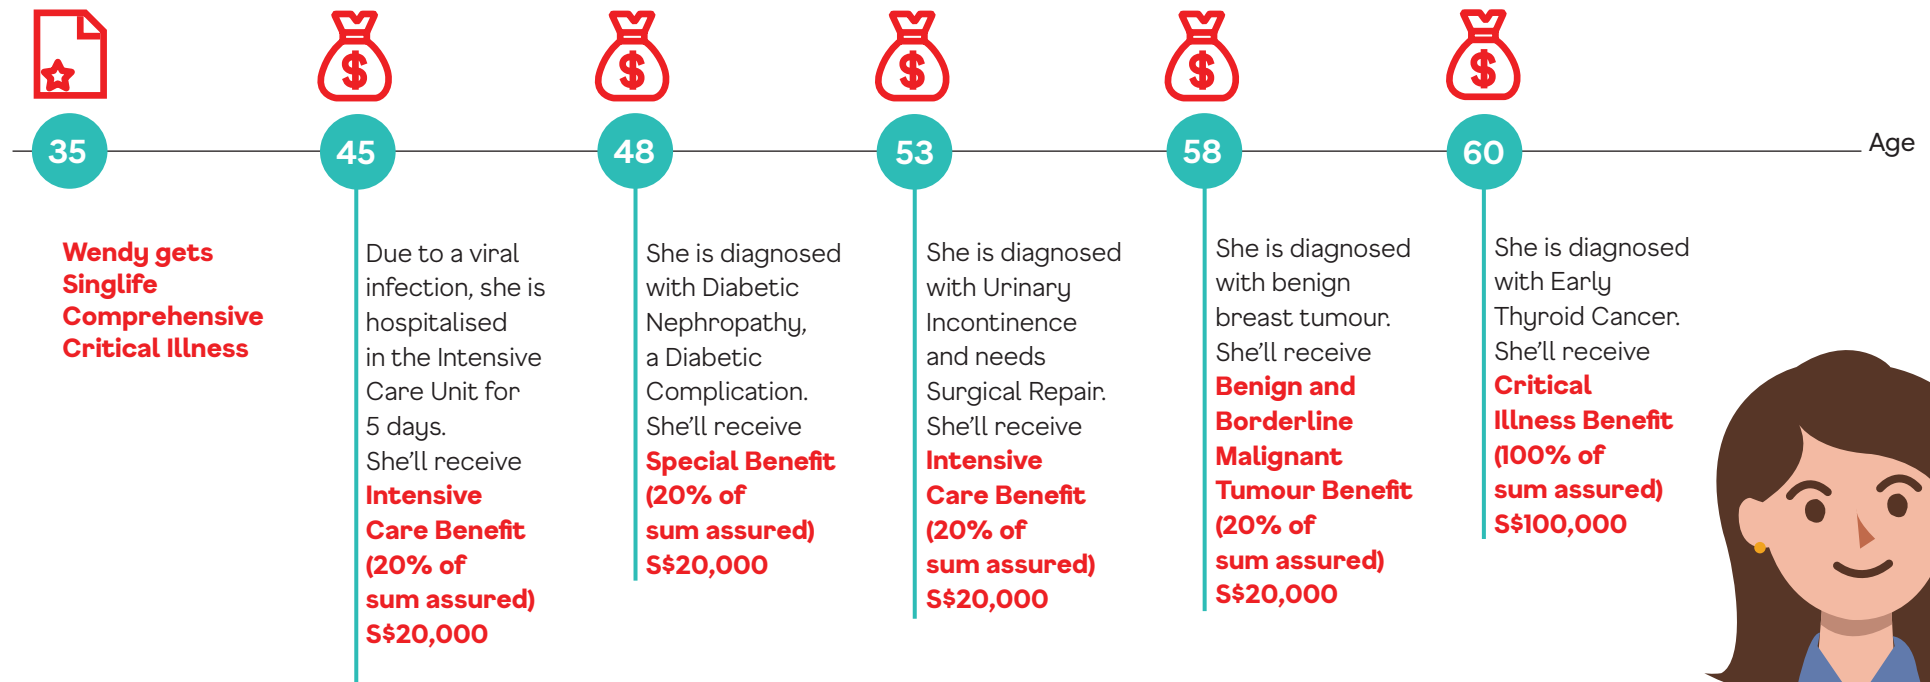 35
45
48
53
58
60
Age
Wendy gets
Singlife
Comprehensive
Critical Illness
Due to a viral
infection, she is
hospitalised
in the Intensive
Care Unit for
5 days.
She’ll receive
Intensive
Care Benefit
(20% of
sum assured)
S$20,000
She is diagnosed
with Diabetic
Nephropathy,
a Diabetic
Complication.
She’ll receive
Special Benefit
(20% of
sum assured)
S$20,000
She is diagnosed
with Urinary
Incontinence
and needs
Surgical Repair.
She’ll receive
Intensive
Care Benefit
(20% of
sum assured)
S$20,000
She is diagnosed
with benign
breast tumour.
She’ll receive
Benign and
Borderline
Malignant
Tumour Benefit
(20% of
sum assured)
S$20,000
She is diagnosed
with Early
Thyroid Cancer.
She’ll receive
Critical
Illness Benefit
(100% of
sum assured)
S$100,000